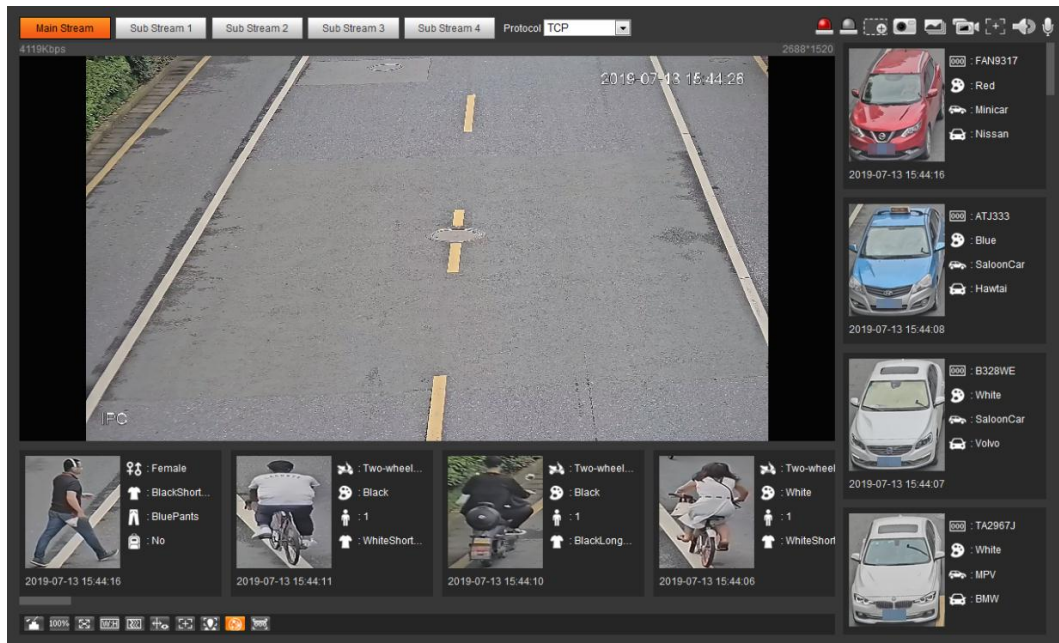 Main Stream
Sub Stream 1
Sub Stream 2
Sub Stream 3
Sub Stream 4
Protocol TCP
4119Kbps
2688*1520
2019-07-13 15:44:26
IPC
: FAN9317
: Red
: Minicar
: Nissan
2019-07-13 15:44:16
: ATJ333
: Blue
: SaloonCar
: Hawtai
2019-07-13 15:44:08
: B328WE
: White
: SaloonCar
: Volvo
2019-07-13 15:44:07
: TA2967J
: White
: MPV
: BMW
: Female
: BlackShort...
: BluePants
: No
2019-07-13 15:44:16
: Two-wheel...
: Black
: 1
: WhiteShort...
2019-07-13 15:44:11
: Two-wheel...
: Black
: 1
: BlackLong...
2019-07-13 15:44:10
: Two-wheel
: White
: 1
: WhiteShort
2019-07-13 15:44:06
100%
W:H